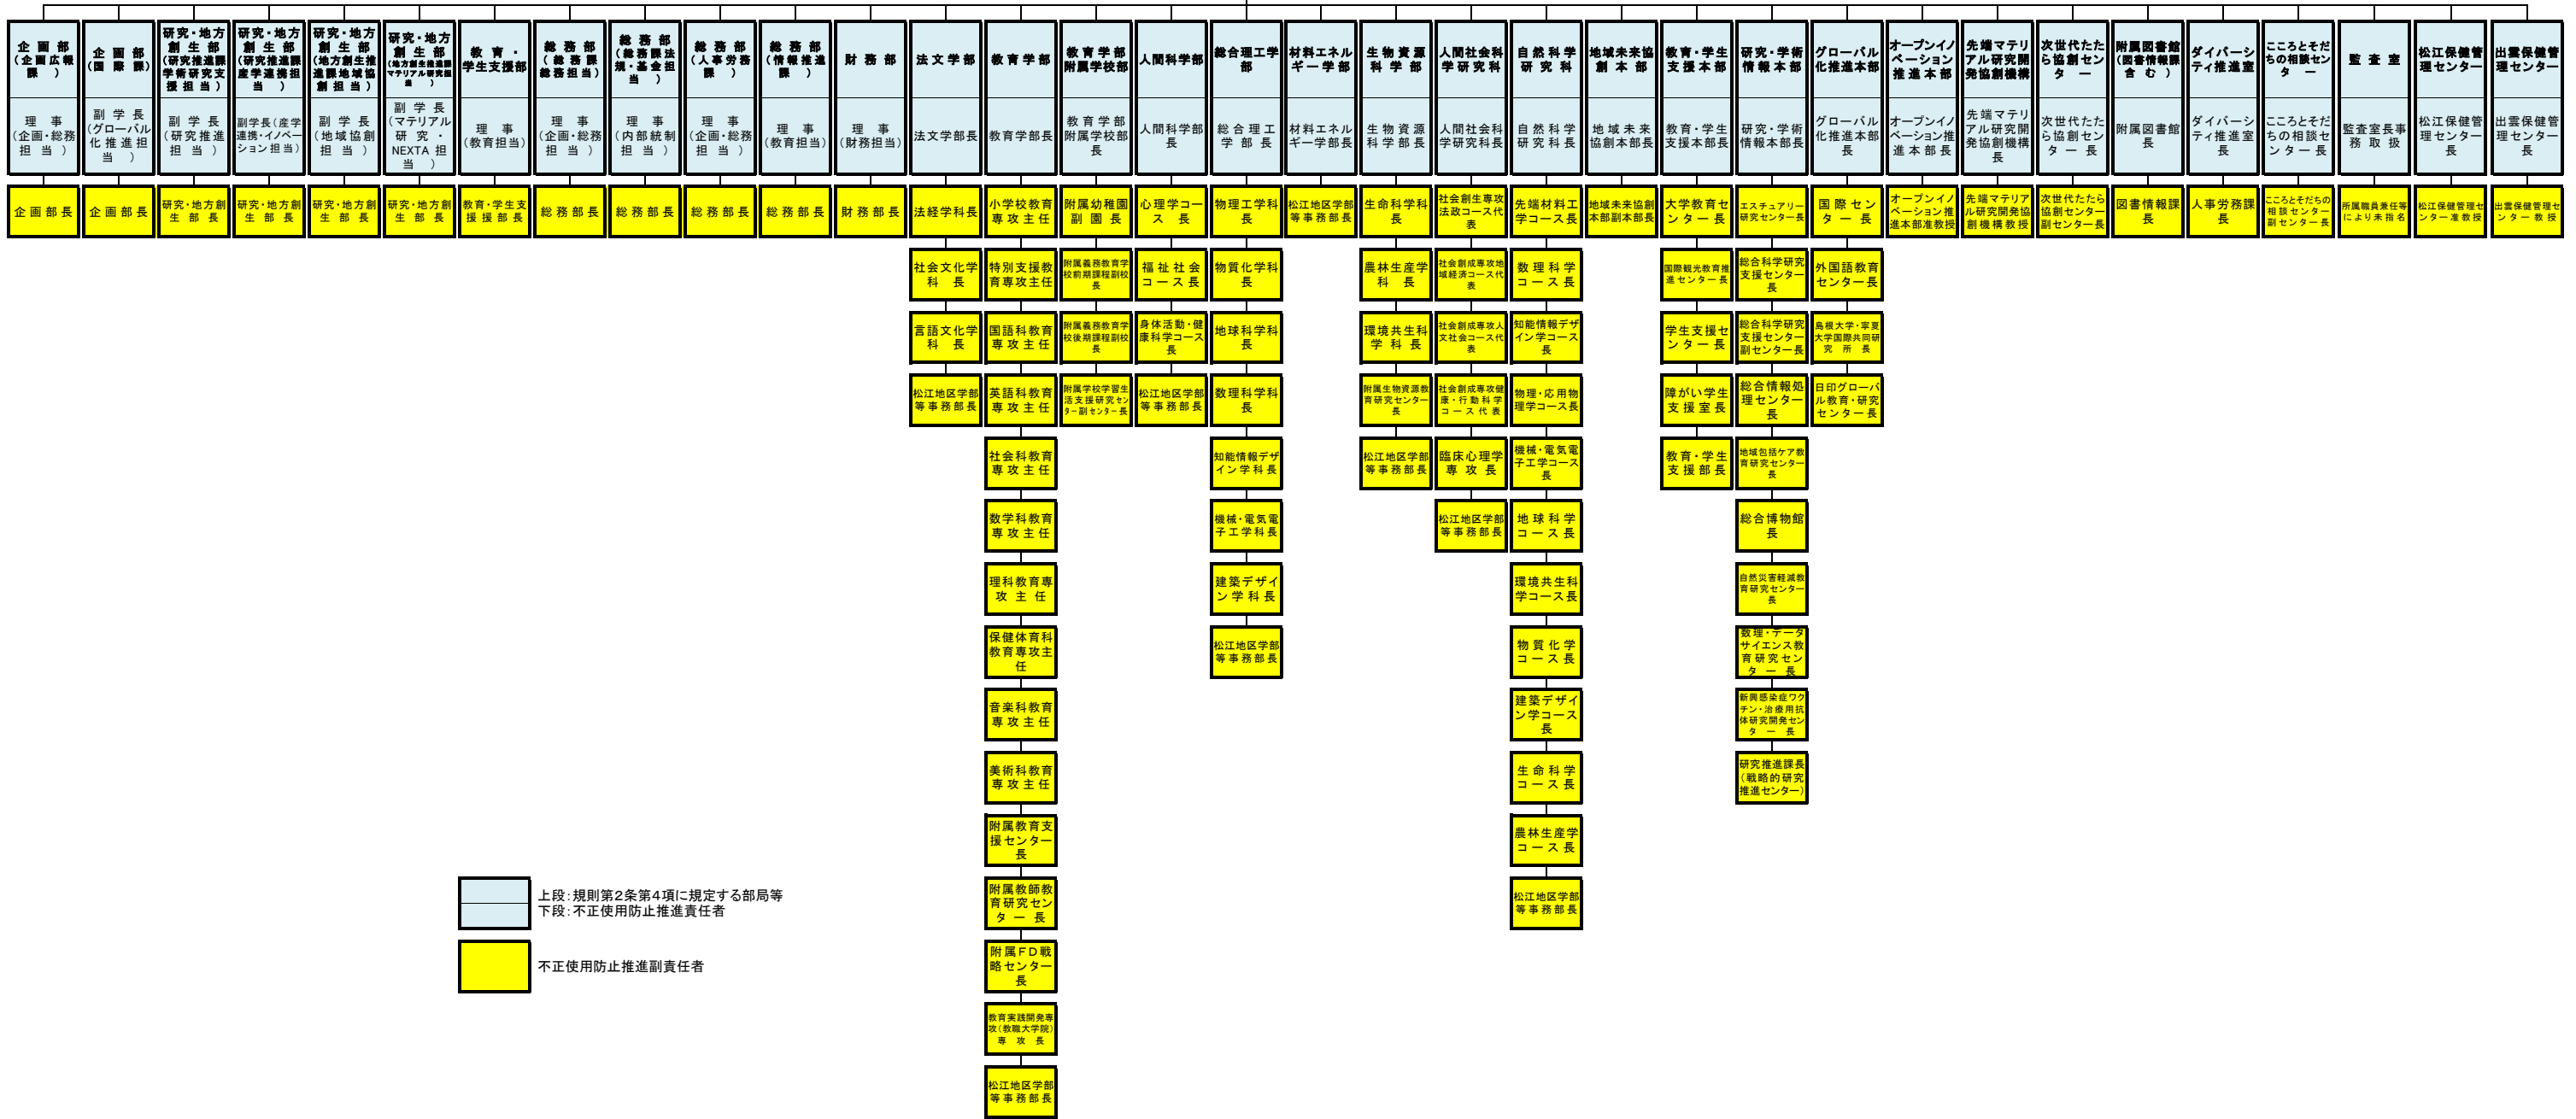 企画部
(企画広報
課)
理事
(企画・総務
担当)
企画部長
企画部
(国際課)
副学長
(グローバル
化推進担
当)
企画部長
研究・地方
創生部
(研究推進課
学術研究支
援担当)
副学長
(研究推進
担当)
研究・地方創
生部長
研究・地方
創生部
(研究推進課
産学連携担
当)
副学長(産学
連携・イノベー
ション担当)
研究・地方創
生部長
研究・地方
創生部
(地方創生推
進課地域協
創担当)
副学長
(地域協創
担当)
研究・地方創
生部長
研究・地方
創生部
(地方創生推進課
マテリアル研究担
当)
副学長
(マテリアル
研究・
NEXTA担
当)
研究・地方創
生部長
教育・
学生支援部
理事
(教育担当)
教育・学生支
援部長
総務部
(総務課
総務担当)
理事
(企画・総務
担当)
総務部長
総務部
(総務課法
規・基金担
当)
理事
(内部統制
担当)
総務部長
総務部
(人事労務
課)
理事
(企画・総務
担当)
総務部長
総務部
(情報推進
課)
理事
(教育担当)
総務部長
財務部
理事
(財務担当)
財務部長
法文学部
法文学部長
法経学科長
社会文化学
科長
言語文化学
科長
松江地区学部
等事務部長
教育学部
教育学部長
小学校教育
専攻主任
特別支援教
育専攻主任
国語科教育
専攻主任
英語科教育
専攻主任
社会科教育
専攻主任
数学科教育
専攻主任
理科教育専
攻主任
保健体育科
教育専攻主
任
音楽科教育
専攻主任
美術科教育
専攻主任
附属教育支
援センター
長
附属教師教
育研究セン
ター長
附属FD戦
略センター
長
教育実践開発専
攻(教職大学院)
専攻長
松江地区学部
等事務部長
教育学部
附属学校部
教育学部
附属学校部
長
附属幼稚園
副園長
附属義務教育学
校前期課程副校
長
附属義務教育学
校後期課程副校
長
附属学校学習生
活支援研究セン
ター副センター長
人間科学部
人間科学部
長
心理学コー
ス長
福祉社会
コース長
身体活動・健
康科学コース
長
松江地区学部
等事務部長
総合理工学
部
総合理工
学部長
物理工学科
長
物質化学科
長
地球科学科
長
数理科学科
長
知能情報デザ
イン学科長
機械・電気電
子工学科長
建築デザイ
ン学科長
松江地区学部
等事務部長
材料エネル
ギー学部
材料エネル
ギー学部長
松江地区学部
等事務部長
生物資源
科学部
生物資源
科学部長
生命科学科
長
農林生産学
科長
環境共生科
学科長
附属生物資源教
育研究センター
長
松江地区学部
等事務部長
人間社会科
学研究科
人間社会科
学研究科長
社会創生専攻
法政コース代
表
社会創成専攻地
域経済コース代
表
社会創成専攻人
文社会コース代
表
社会創成専攻健
康・行動科学
コース代表
臨床心理学
専攻長
松江地区学部
等事務部長
自然科学
研究科
自然科学
研究科長
先端材料工
学コース長
数理科学
コース長
知能情報デザ
イン学コース
長
物理・応用物
理学コース長
機械・電気電
子工学コース
長
地球科学
コース長
環境共生科
学コース長
物質化学
コース長
建築デザイ
ン学コース
長
生命科学
コース長
農林生産学
コース長
松江地区学部
等事務部長
地域未来協
創本部
地域未来
協創本部長
地域未来協創
本部副本部長
教育・学生
支援本部
教育・学生
支援本部長
大学教育セ
ンター長
国際観光教育推
進センター長
学生支援セ
ンター長
障がい学生
支援室長
教育・学生
支援部長
研究・学術
情報本部
研究・学術
情報本部長
エスチュアリー
研究センター長
総合科学研究
支援センター
長
総合科学研究
支援センター
副センター長
総合情報処
理センター
長
地域包括ケア教
育研究センター
長
総合博物館
長
自然災害軽減教
育研究センター
長
数理・データ
サイエンス教
育研究セン
ター長
新興感染症ワク
チン・治療用抗
体研究開発セン
ター長
研究推進課長
(戦略的研究
推進センター)
グローバル
化推進本部
グローバル
化推進本部
長
国際セン
ター長
外国語教育
センター長
島根大学・寧夏
大学国際共同研
究所長
日印グローバ
ル教育・研究
センター長
オープンイノ
ベーション
推進本部
オープンイノ
ベーション推
進本部長
オープンイノ
ベーション推
進本部准教授
先端マテリ
アル研究開
発協創機構
先端マテリ
アル研究開
発協創機構
長
先端マテリア
ル研究開発協
創機構教授
次世代たた
ら協創セン
ター
次世代たた
ら協創セン
ター長
次世代たたら
協創センター
副センター長
附属図書館
(図書情報課
含む)
附属図書館
長
図書情報課
長
ダイバーシ
ティ推進室
ダイバーシ
ティ推進室
長
人事労務課
長
こころとそだ
ちの相談セン
ター
こころとそだ
ちの相談セ
ンター長
こころとそだちの
相談センター
副センター長
監査室
監査室長事
務取扱
所属職員兼任等
により未指名
松江保健管
理センター
松江保健管
理センター
長
松江保健管理セ
ンター准教授
出雲保健管
理センター
出雲保健管
理センター
長
出雲保健管理セ
ンター教授
上段:規則第2条第4項に規定する部局等
下段:不正使用防止推進責任者
不正使用防止推進副責任者